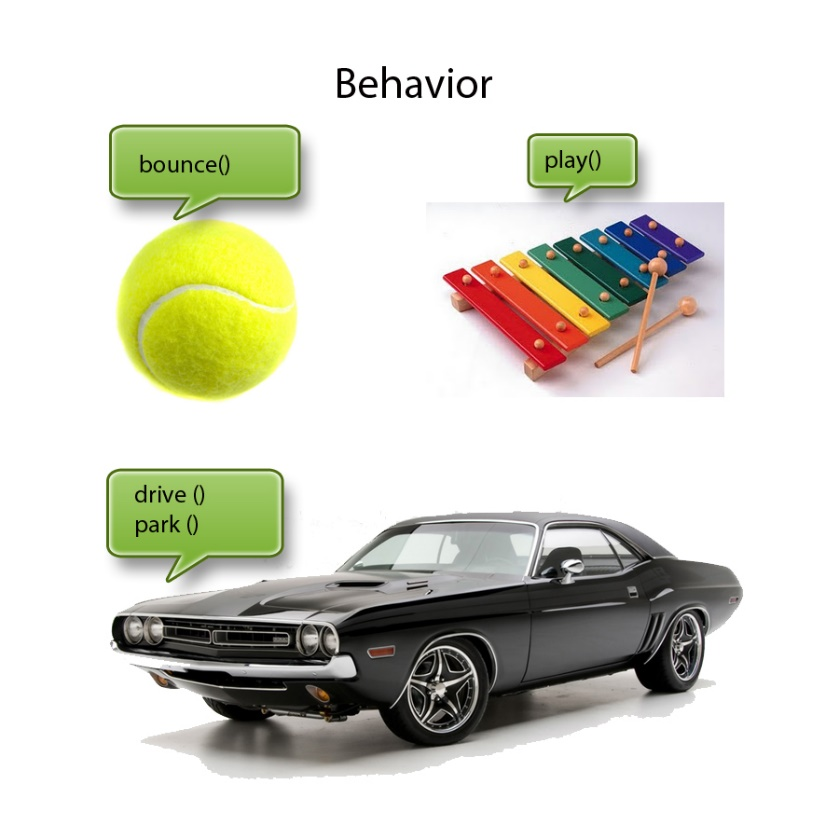 Behavior
bounce()
play()
drive ()
park ()